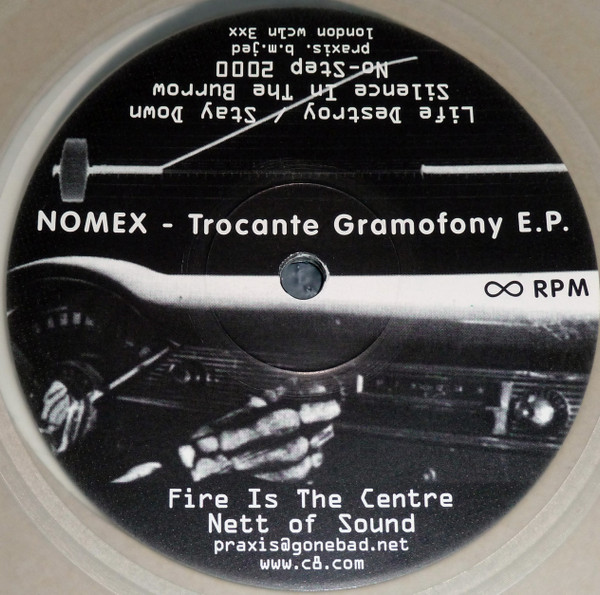 Life Destroy / Stay Down
Silence In The Burrow
No-Step 2000
praxis. b.m.jed
london wc1n 3xx
NOMEX - Trocante Gramofony E.P.
∞ RPM
Fire Is The Centre
Nett of Sound
praxis@gonebad.net
www.c8.com